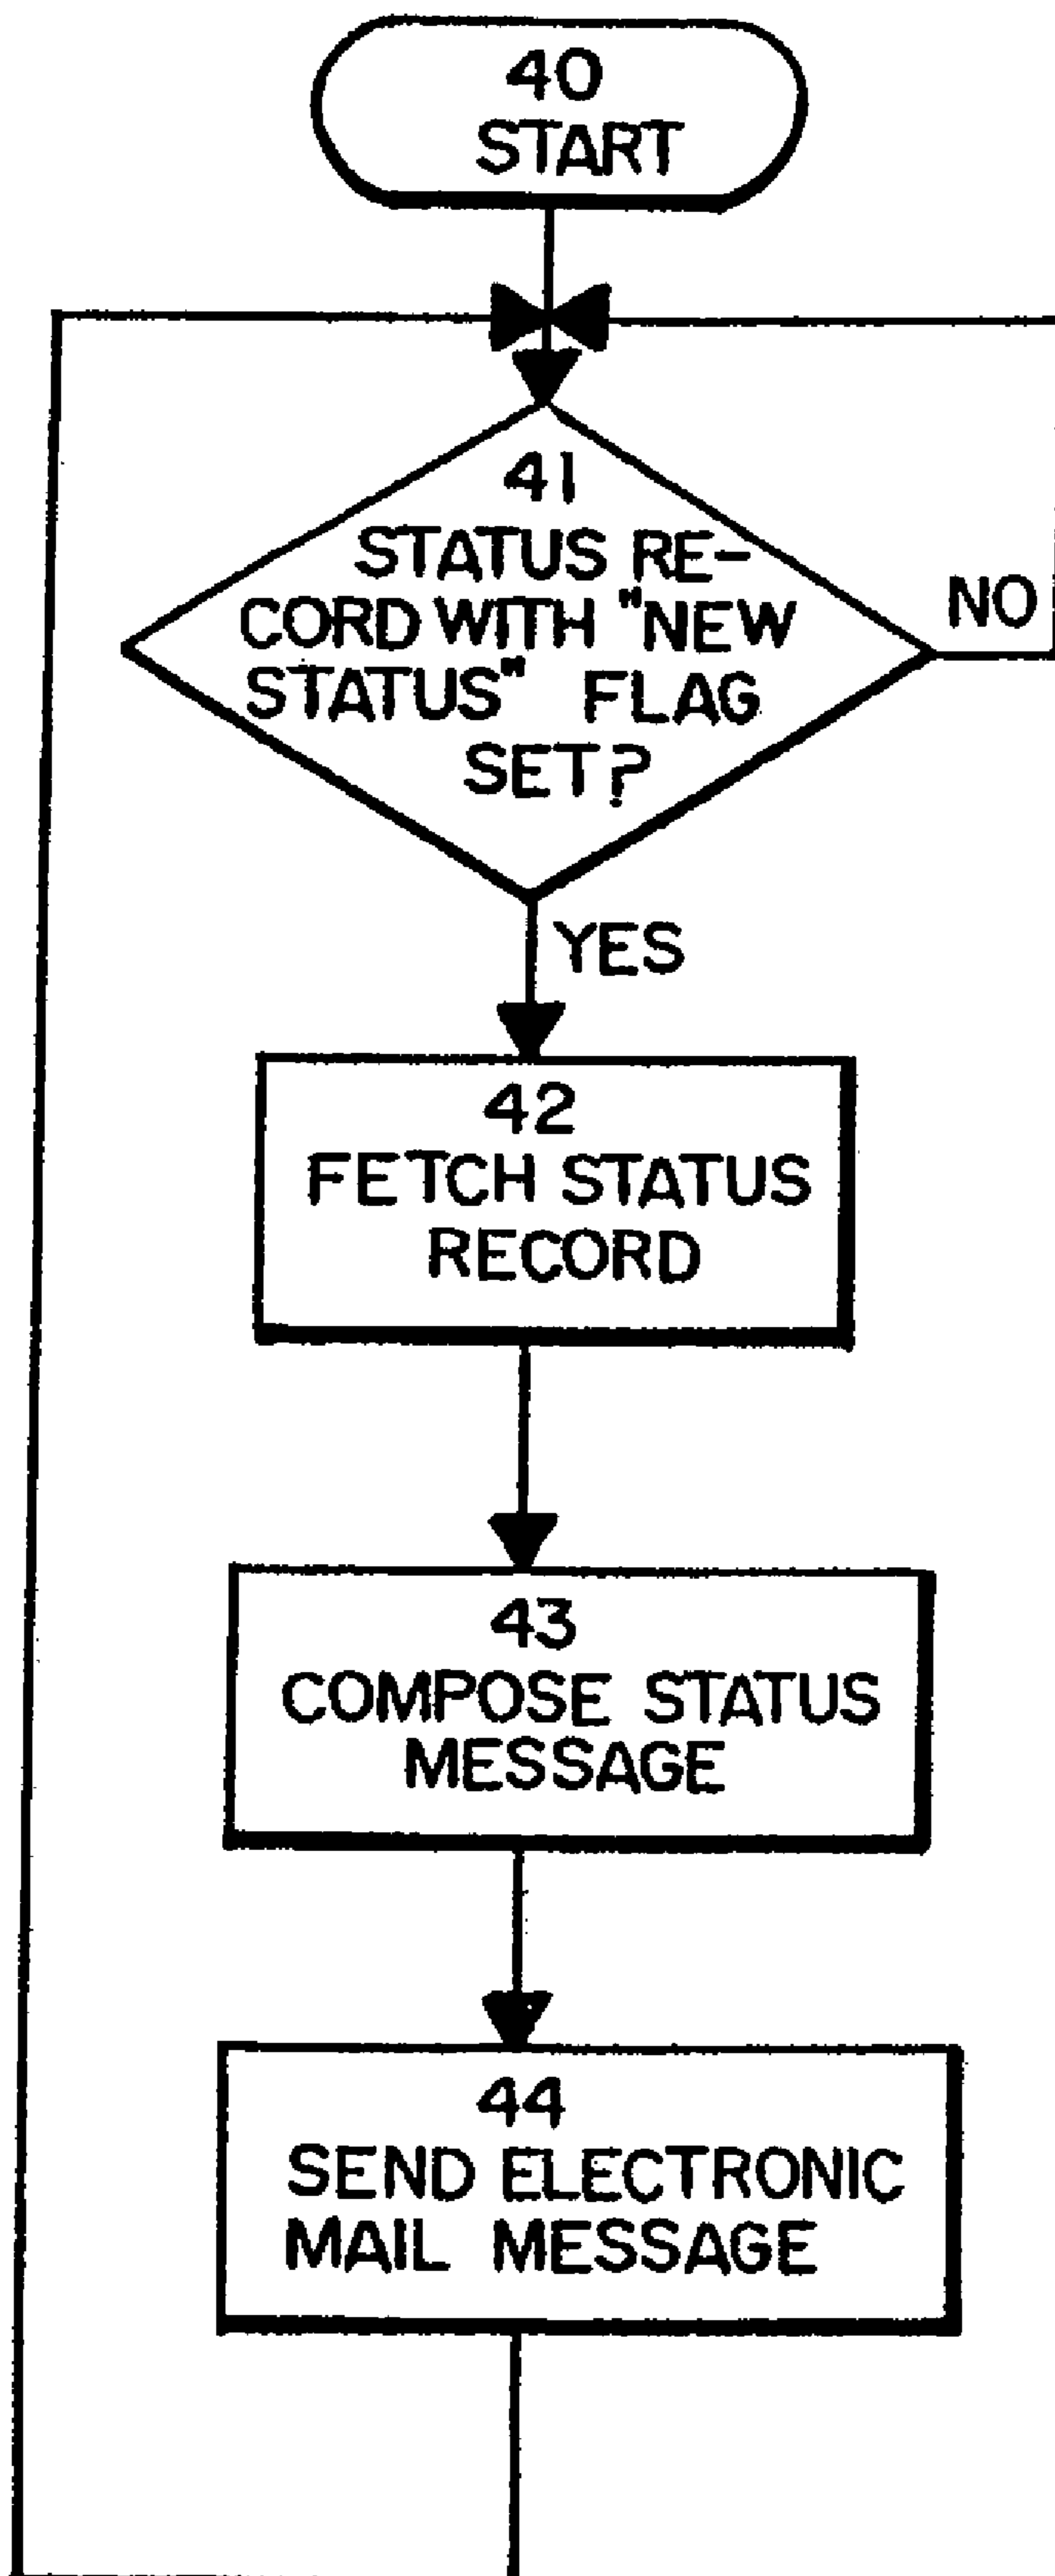 40
START
41
STATUS RE-
CORD WITH "NEW
STATUS" FLAG
SET?
NO
YES
42
FETCH STATUS
RECORD
43
COMPOSE STATUS
MESSAGE
44
SEND ELECTRONIC
MAIL MESSAGE